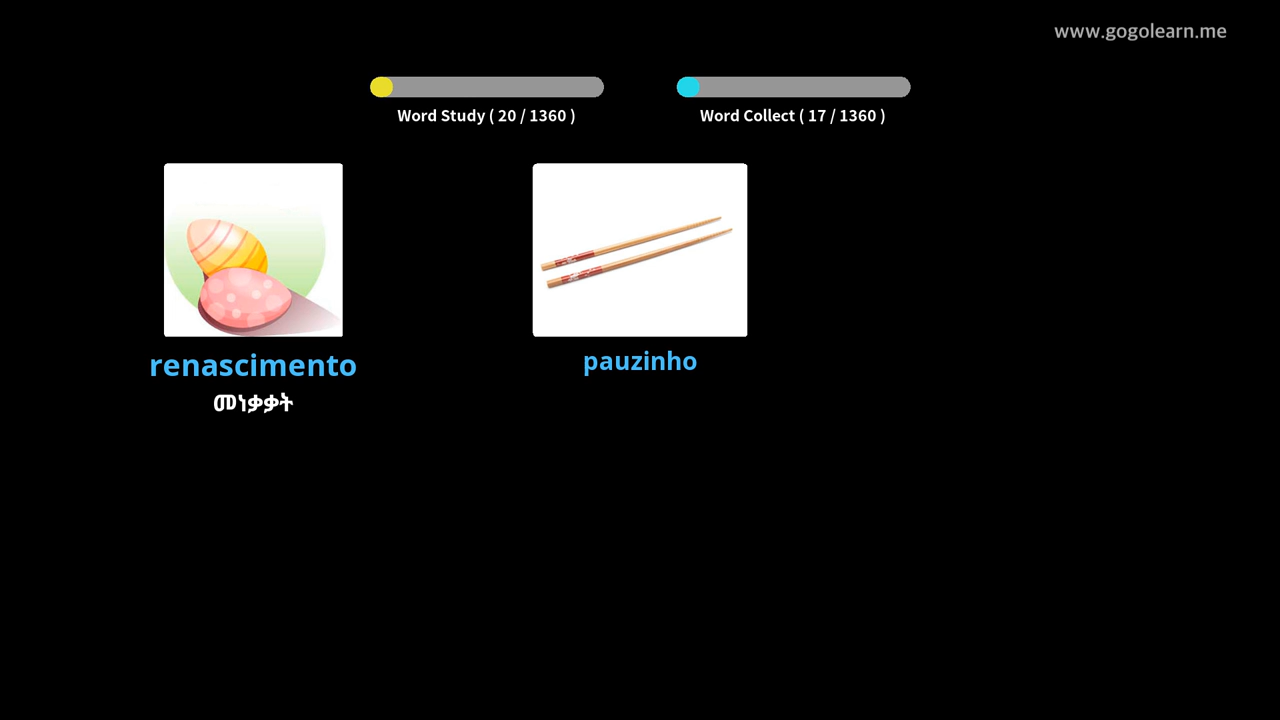 www.gogolearn.me
Word Study ( 20 / 1360 )
Word Collect ( 17 / 1360 )
renascimento
መነቃቃት
pauzinho